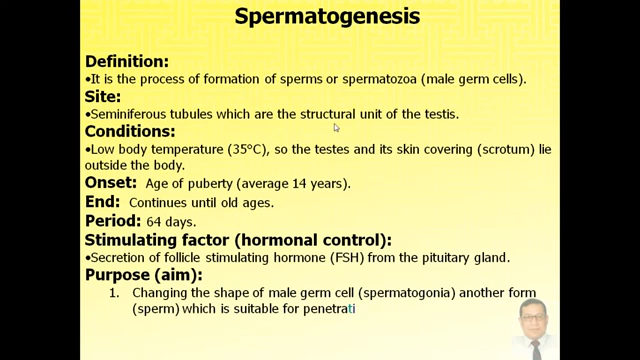 Spermatogenesis
Definition:
•It is the process of formation of sperms or spermatozoa (male germ cells).
Site:
•Seminiferous tubules which are the structural unit of the testis.
Conditions:
•Low body temperature (35°C), so the testes and its skin covering (scrotum) lie
outside the body.
Onset: Age of puberty (average 14 years).
End: Continues until old ages.
Period: 64 days.
Stimulating factor (hormonal control):
•Secretion of follicle stimulating hormone (FSH) from the pituitary gland.
Purpose (aim):
1. Changing the shape of male germ cell (spermatogonia) another form
(sperm) which is suitable for penetrati